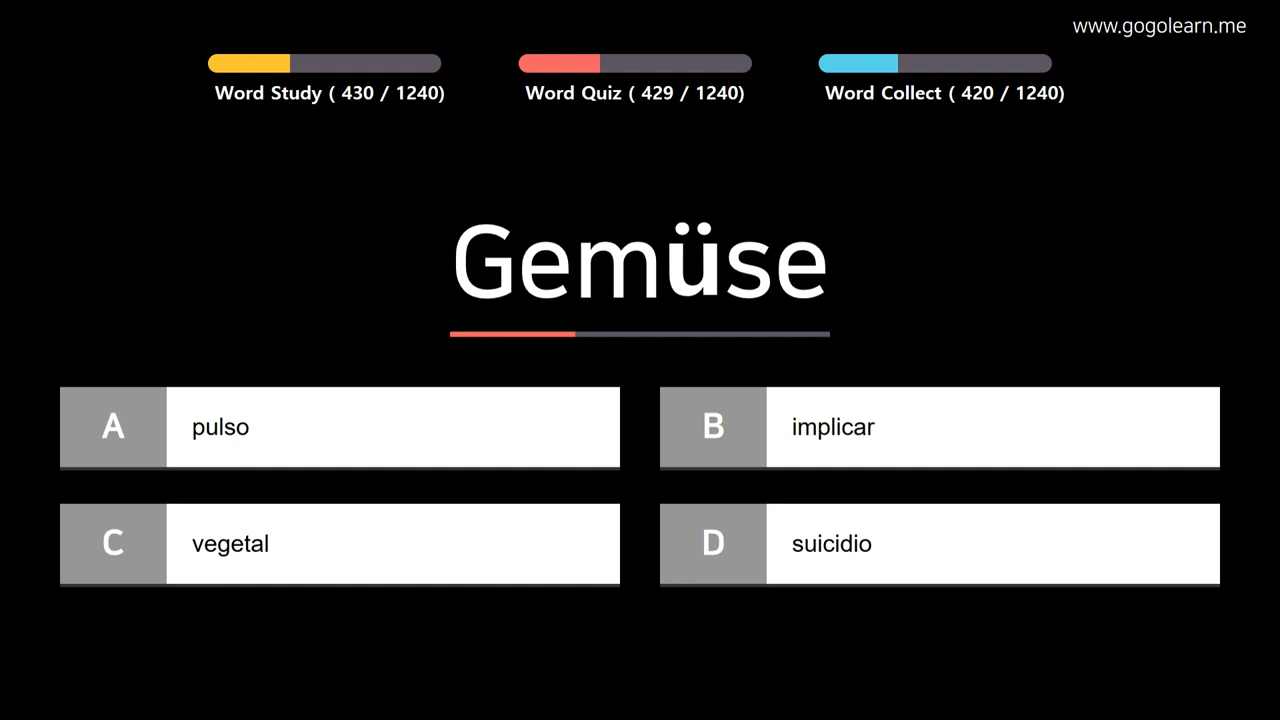 www.gogolearn.me
Word Study ( 430 / 1240)
Word Quiz ( 429 / 1240)
Word Collect ( 420 / 1240)
Gemüse
A
pulso
B
implicar
C
vegetal
D
suicidio